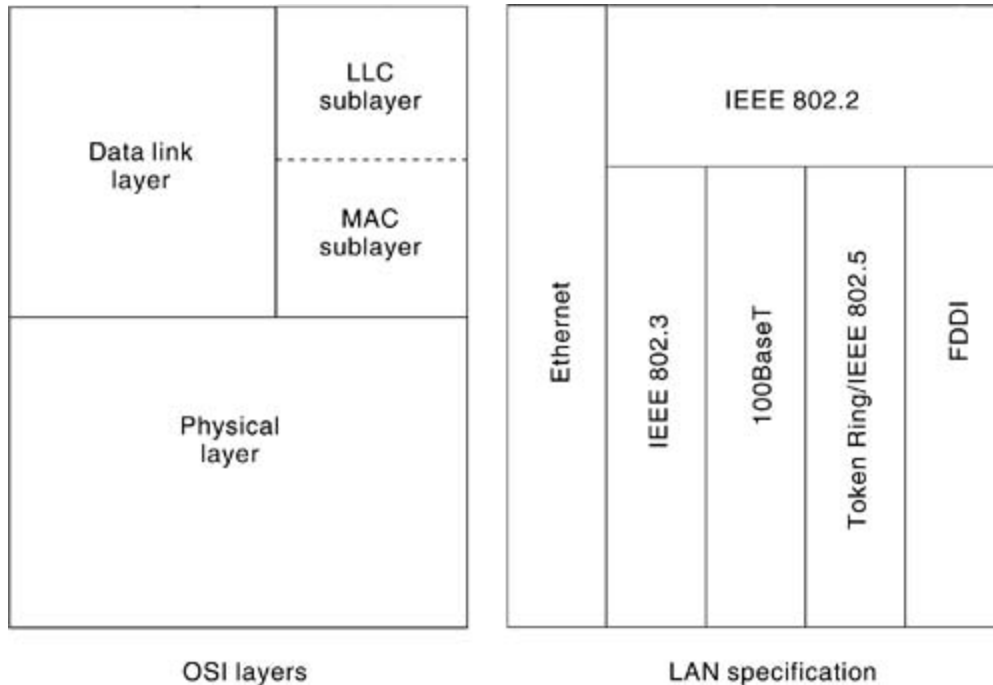 Data link
layer
LLC
sublayer
MAC
sublayer
Physical
layer
OSI layers
Ethernet
IEEE 802.2
IEEE 802.3
100BaseT
Token Ring/IEEE 802.5
FDDI
LAN specification